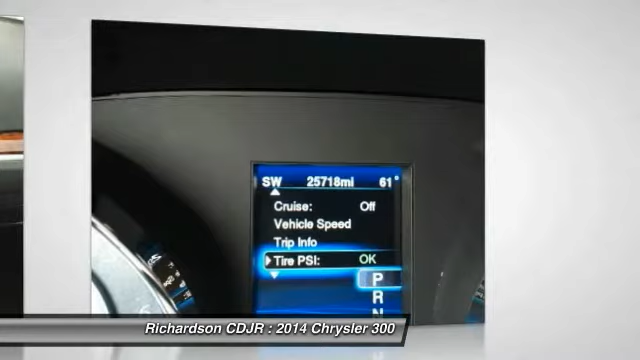 SW 25718mi 61°
Cruise: Off
Vehicle Speed
Trip Info
Tire PSI: OK
P
R
N
Richardson CDJR : 2014 Chrysler 300